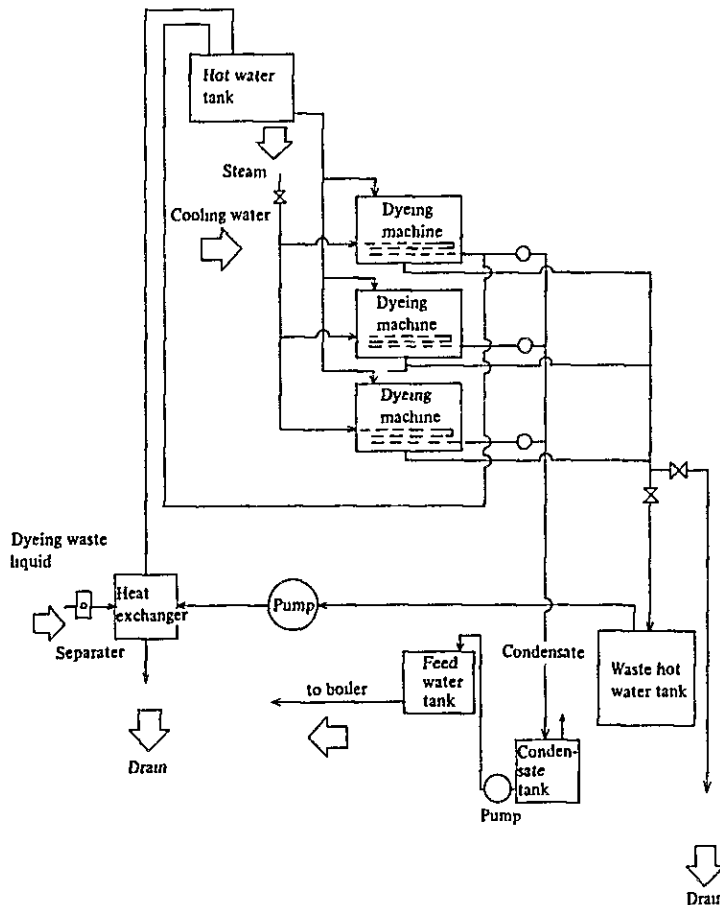 Hot water
tank
Steam
Cooling water
Dyeing
machine
Dyeing
machine
Dyeing
machine
Dyeing waste
liquid
Heat
exchanger
Pump
Separater
Drain
to boiler
Feed
water
tank
Condensate
Waste hot
water tank
Conden-
sate
tank
Pump
Drain